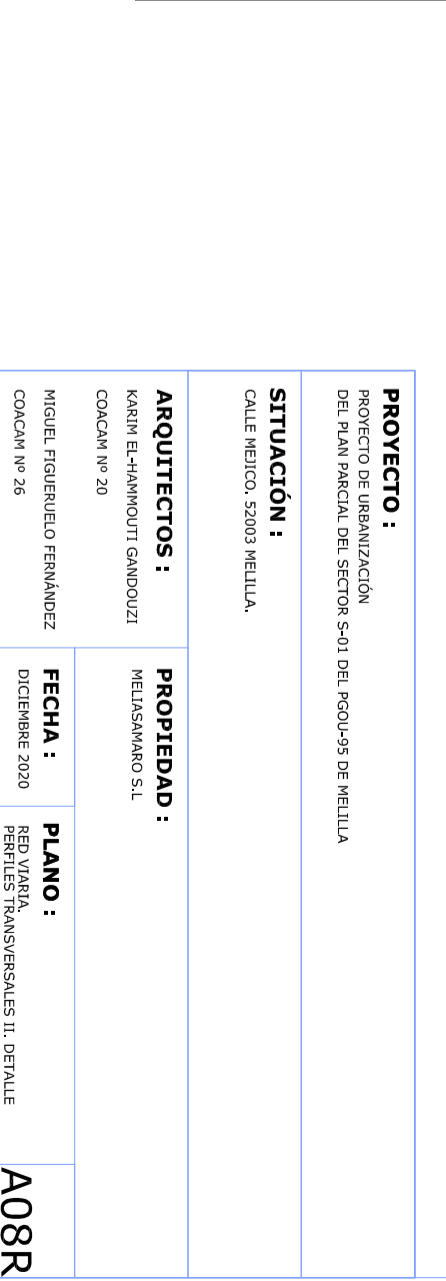 PROYECTO :
PROYECTO DE URBANIZACIÓN
DEL PLAN PARCIAL DEL SECTOR S-01 DEL PGOU-95 DE MELILLA
SITUACIÓN :
CALLE MEJICO. 52003 MELILLA.
ARQUITECTOS :
KARIM EL-HAMMOUTI GANDOUZI
COACAM Nº 20
MIGUEL FIGUERUELO FERNÁNDEZ
COACAM Nº 26
PROPIEDAD :
MELIASAMARO S.L
FECHA :
DICIEMBRE 2020
PLANO :
RED VIARIA.
PERFILES TRANSVERSALES II. DETALLE
A08R